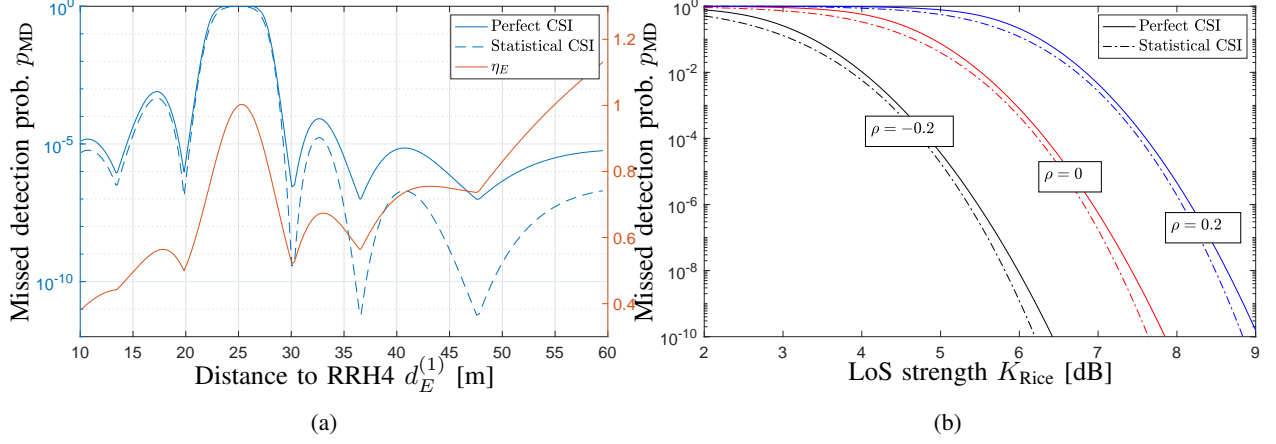 Missed detection prob. p_MD
10^0
10^-5
10^-10
Perfect CSI
Statistical CSI
η_E
1.2
1
0.8
0.6
0.4
10 15 20 25 30 35 40 45 50 55 60
Distance to RRH4 d_E^(1) [m]
(a)
Missed detection prob. p_MD
10^0
10^-2
10^-4
10^-6
10^-8
10^-10
Perfect CSI
Statistical CSI
ρ = −0.2
ρ = 0
ρ = 0.2
2 3 4 5 6 7 8 9
LoS strength K_Rice [dB]
(b)